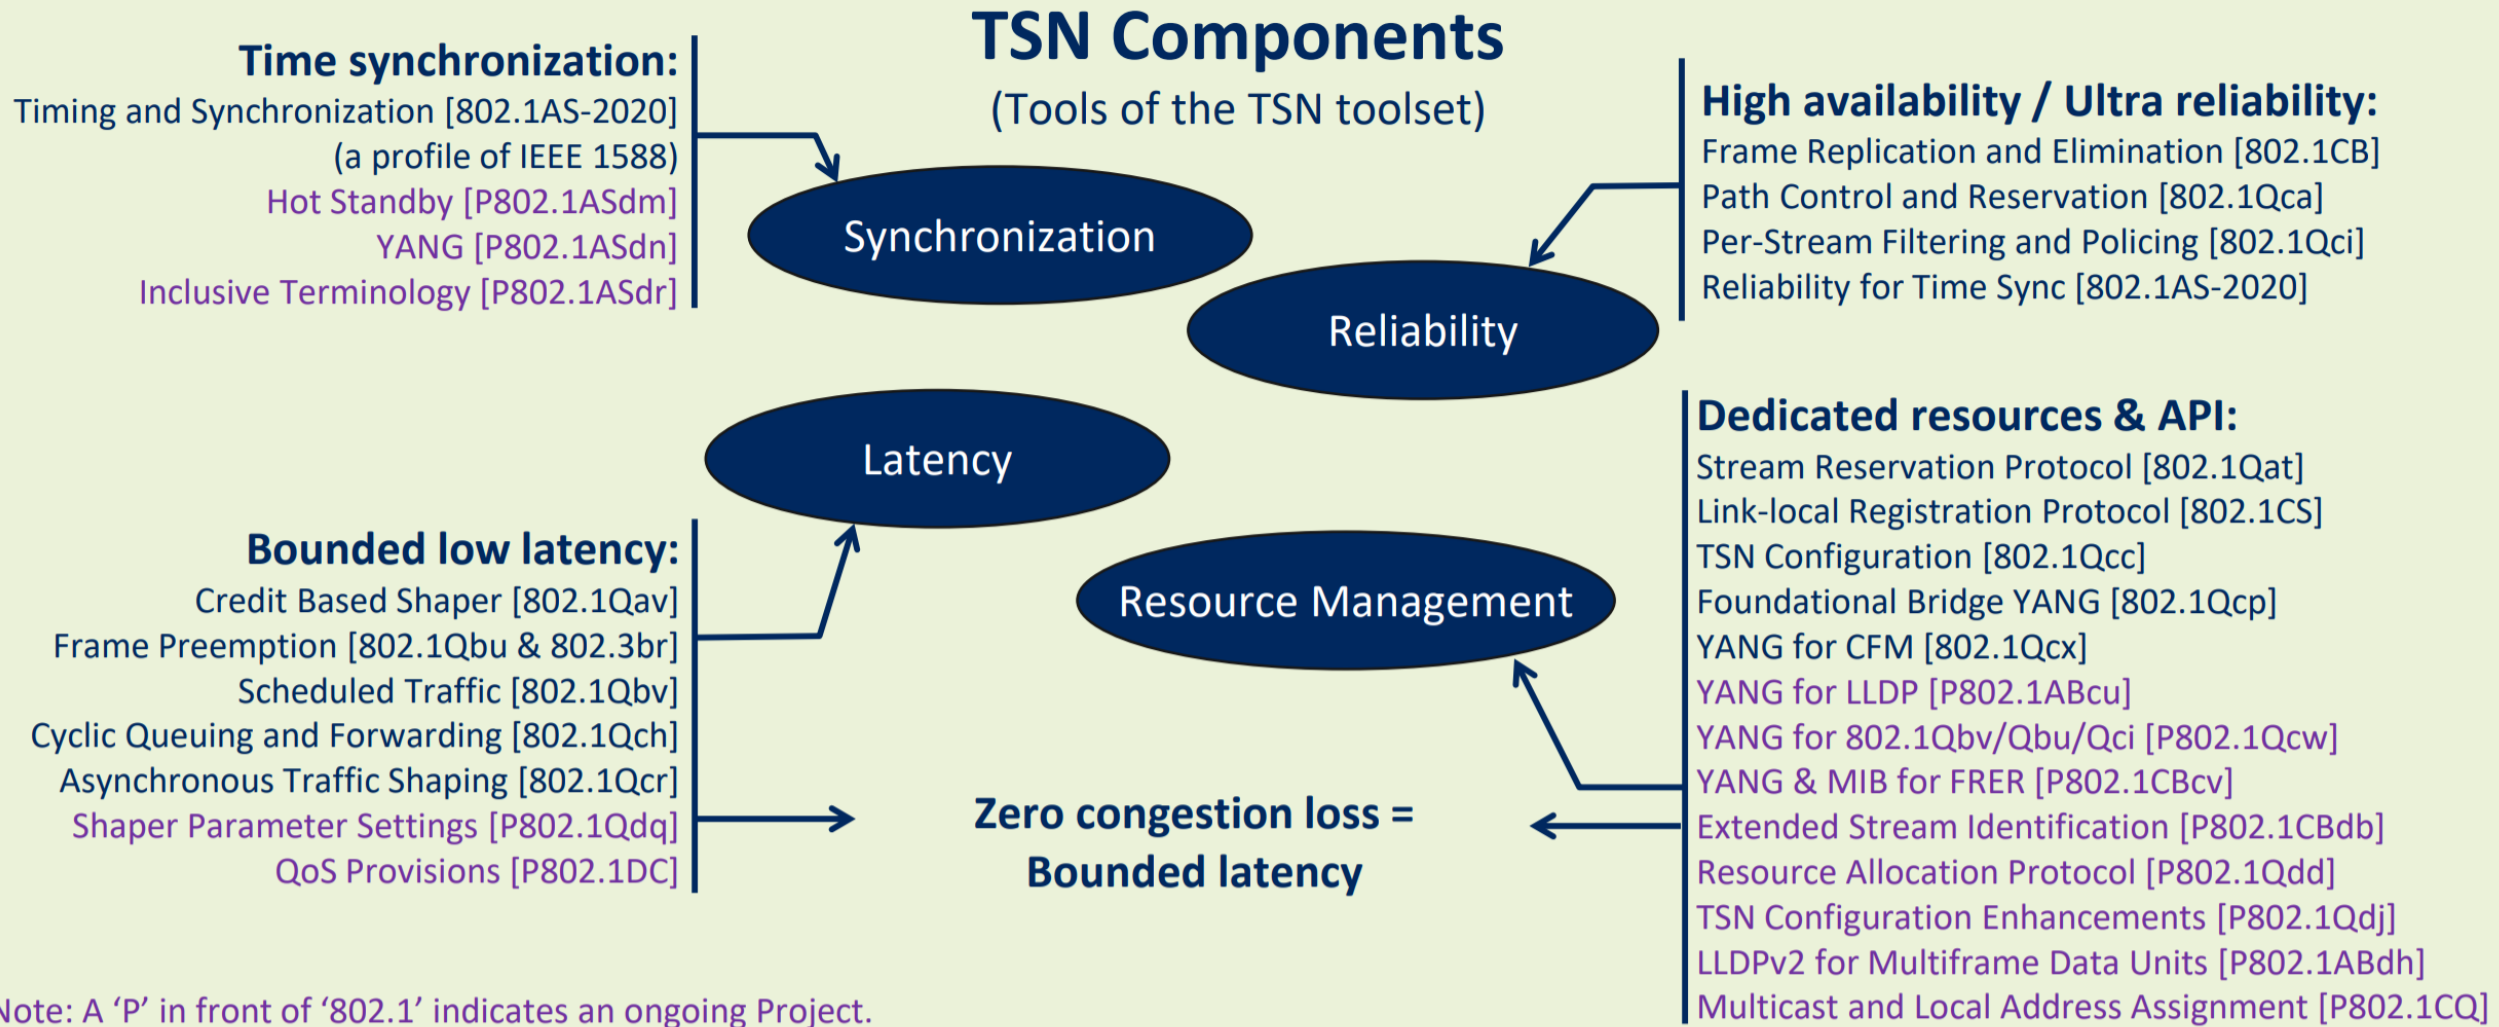 TSN Components
(Tools of the TSN toolset)
Time synchronization:
Timing and Synchronization [802.1AS-2020]
(a profile of IEEE 1588)
Hot Standby [P802.1ASdm]
YANG [P802.1ASdn]
Inclusive Terminology [P802.1ASdr]
Synchronization
High availability / Ultra reliability:
Frame Replication and Elimination [802.1CB]
Path Control and Reservation [802.1Qca]
Per-Stream Filtering and Policing [802.1Qci]
Reliability for Time Sync [802.1AS-2020]
Reliability
Latency
Bounded low latency:
Credit Based Shaper [802.1Qav]
Frame Preemption [802.1Qbu & 802.3br]
Scheduled Traffic [802.1Qbv]
Cyclic Queuing and Forwarding [802.1Qch]
Asynchronous Traffic Shaping [802.1Qcr]
Shaper Parameter Settings [P802.1Qdq]
QoS Provisions [P802.1DC]
Resource Management
Dedicated resources & API:
Stream Reservation Protocol [802.1Qat]
Link-local Registration Protocol [802.1CS]
TSN Configuration [802.1Qcc]
Foundational Bridge YANG [802.1Qcp]
YANG for CFM [802.1Qcx]
YANG for LLDP [P802.1ABcu]
YANG for 802.1Qbv/Qbu/Qci [P802.1Qcw]
YANG & MIB for FRER [P802.1CBcv]
Extended Stream Identification [P802.1CBdb]
Resource Allocation Protocol [P802.1Qdd]
TSN Configuration Enhancements [P802.1Qdj]
LLDPv2 for Multiframe Data Units [P802.1ABdh]
Multicast and Local Address Assignment [P802.1CQ]
Zero congestion loss =
Bounded latency
Note: A ‘P’ in front of ‘802.1’ indicates an ongoing Project.